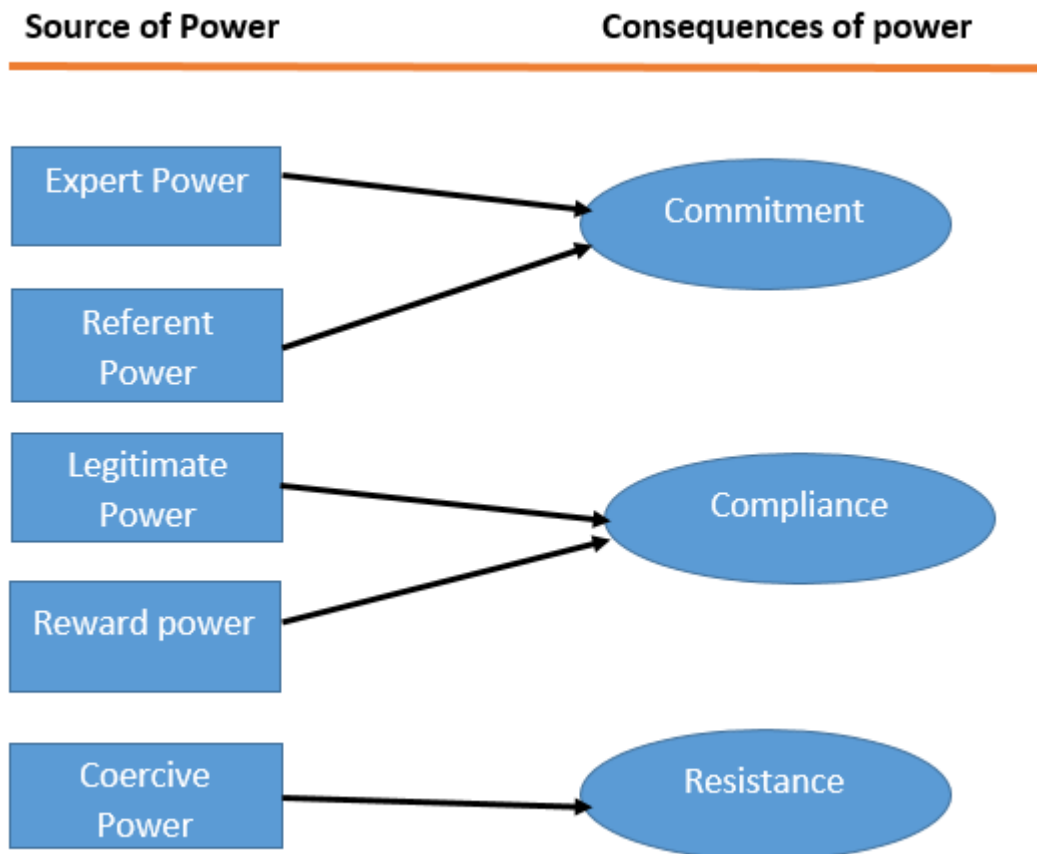 Source of Power
Consequences of power
Expert Power
Commitment
Referent
Power
Legitimate
Power
Compliance
Reward power
Coercive
Power
Resistance